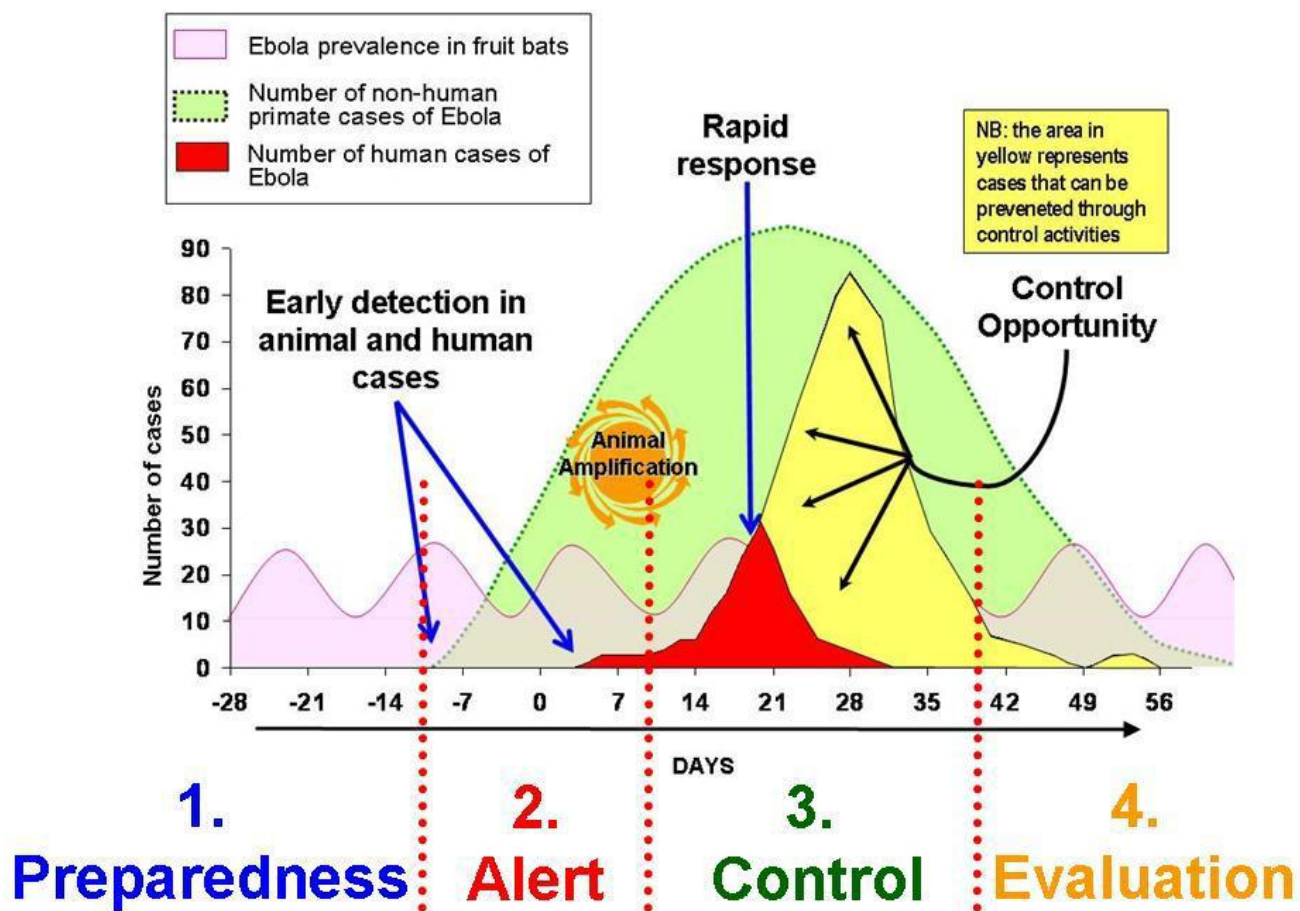 Ebola prevalence in fruit bats
Number of non-human
primate cases of Ebola
Number of human cases of
Ebola
Rapid
response
NB: the area in
yellow represents
cases that can be
preveneted through
control activities
Early detection in
animal and human
cases
Control
Opportunity
Animal
Amplification
Number of cases
90
80
70
60
50
40
30
20
10
0
-28 -21 -14 -7 0 7 14 21 28 35 42 49 56
DAYS
1. 2. 3. 4.
Preparedness Alert Control Evaluation